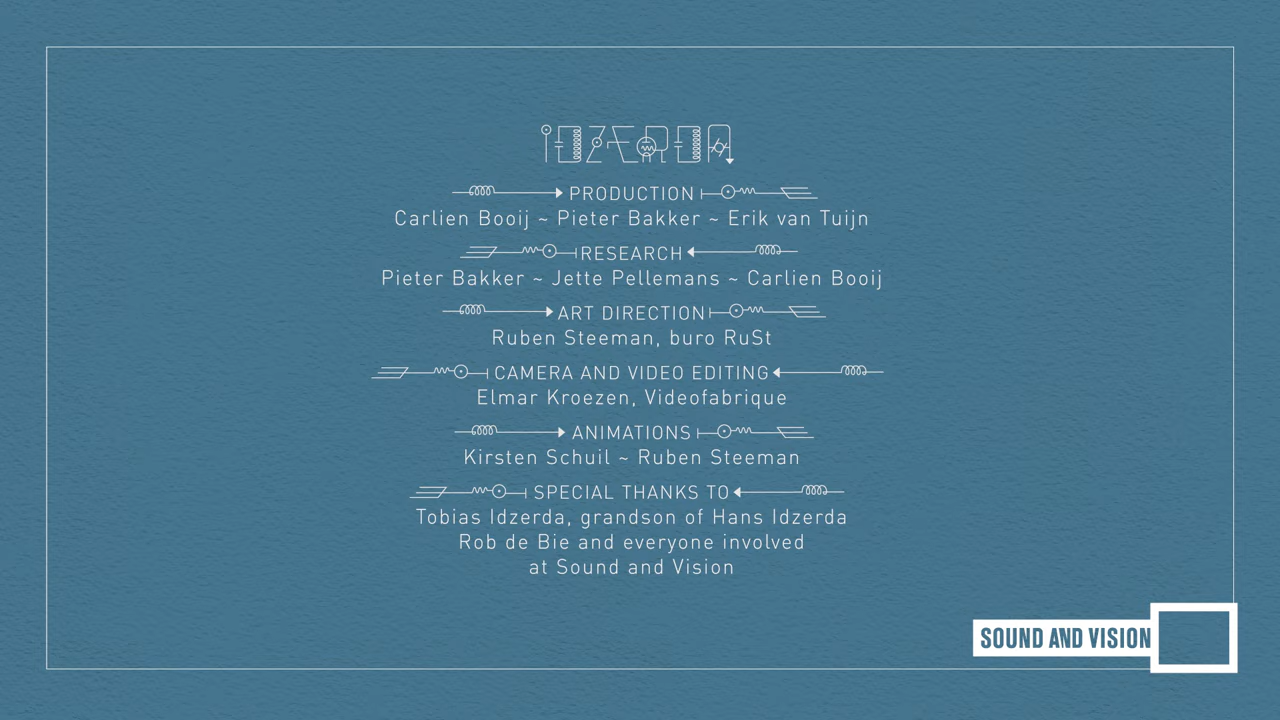 IDZERDA
PRODUCTION
Carlien Booij ~ Pieter Bakker ~ Erik van Tuijn
RESEARCH
Pieter Bakker ~ Jette Pellemans ~ Carlien Booij
ART DIRECTION
Ruben Steeman, buro RuSt
CAMERA AND VIDEO EDITING
Elmar Kroezen, Videofabrique
ANIMATIONS
Kirsten Schuil ~ Ruben Steeman
SPECIAL THANKS TO
Tobias Idzerda, grandson of Hans Idzerda
Rob de Bie and everyone involved
at Sound and Vision
SOUND AND VISION